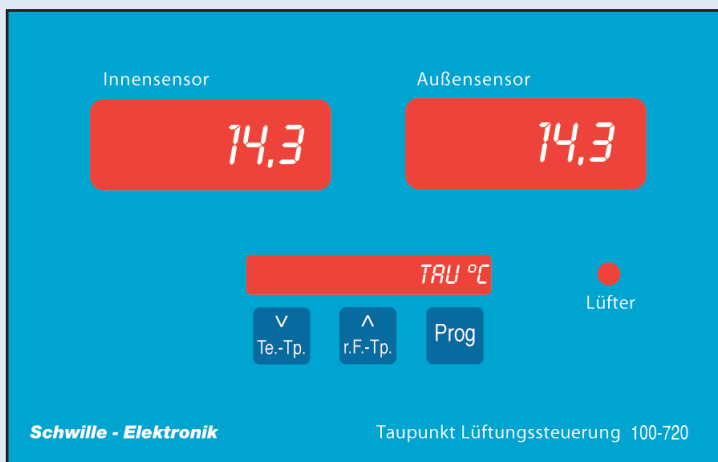 Innensensor Außensensor
14,3 14,3
TAU °C
Lüfter
˅ ˄ Prog
Te.-Tp. r.F.-Tp.
Schwille - Elektronik Taupunkt Lüftungssteuerung 100-720